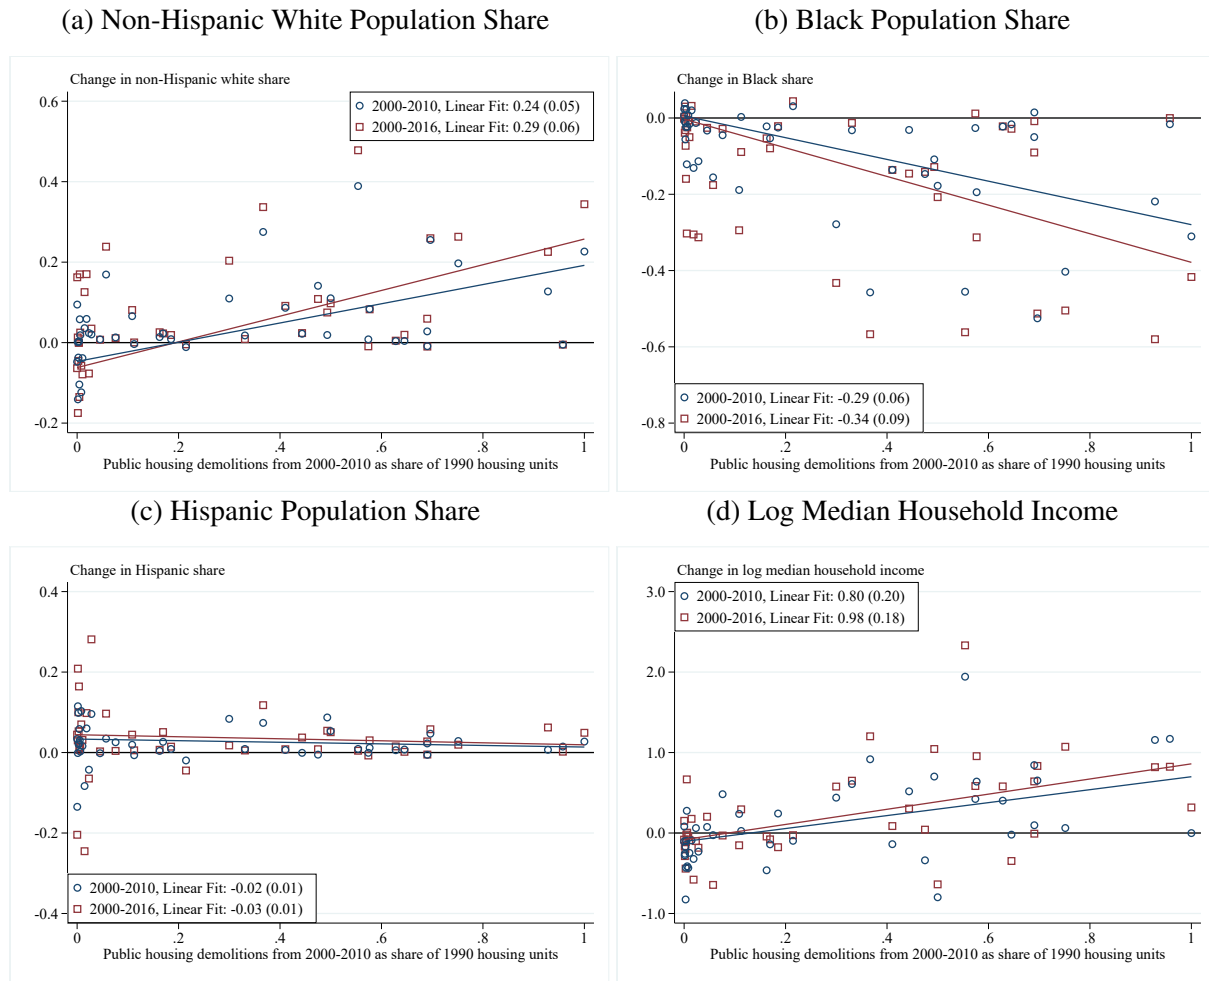 (a) Non-Hispanic White Population Share
Change in non-Hispanic white share
2000-2010, Linear Fit: 0.24 (0.05)
2000-2016, Linear Fit: 0.29 (0.06)
0.6
0.4
0.2
0.0
-0.2
0 .2 .4 .6 .8 1
Public housing demolitions from 2000-2010 as share of 1990 housing units
(b) Black Population Share
Change in Black share
0.0
-0.2
-0.4
-0.6
-0.8
2000-2010, Linear Fit: -0.29 (0.06)
2000-2016, Linear Fit: -0.34 (0.09)
0 .2 .4 .6 .8 1
Public housing demolitions from 2000-2010 as share of 1990 housing units
(c) Hispanic Population Share
Change in Hispanic share
0.4
0.2
0.0
-0.2
-0.4
2000-2010, Linear Fit: -0.02 (0.01)
2000-2016, Linear Fit: -0.03 (0.01)
0 .2 .4 .6 .8 1
Public housing demolitions from 2000-2010 as share of 1990 housing units
(d) Log Median Household Income
Change in log median household income
2000-2010, Linear Fit: 0.80 (0.20)
2000-2016, Linear Fit: 0.98 (0.18)
3.0
2.0
1.0
0.0
-1.0
0 .2 .4 .6 .8 1
Public housing demolitions from 2000-2010 as share of 1990 housing units